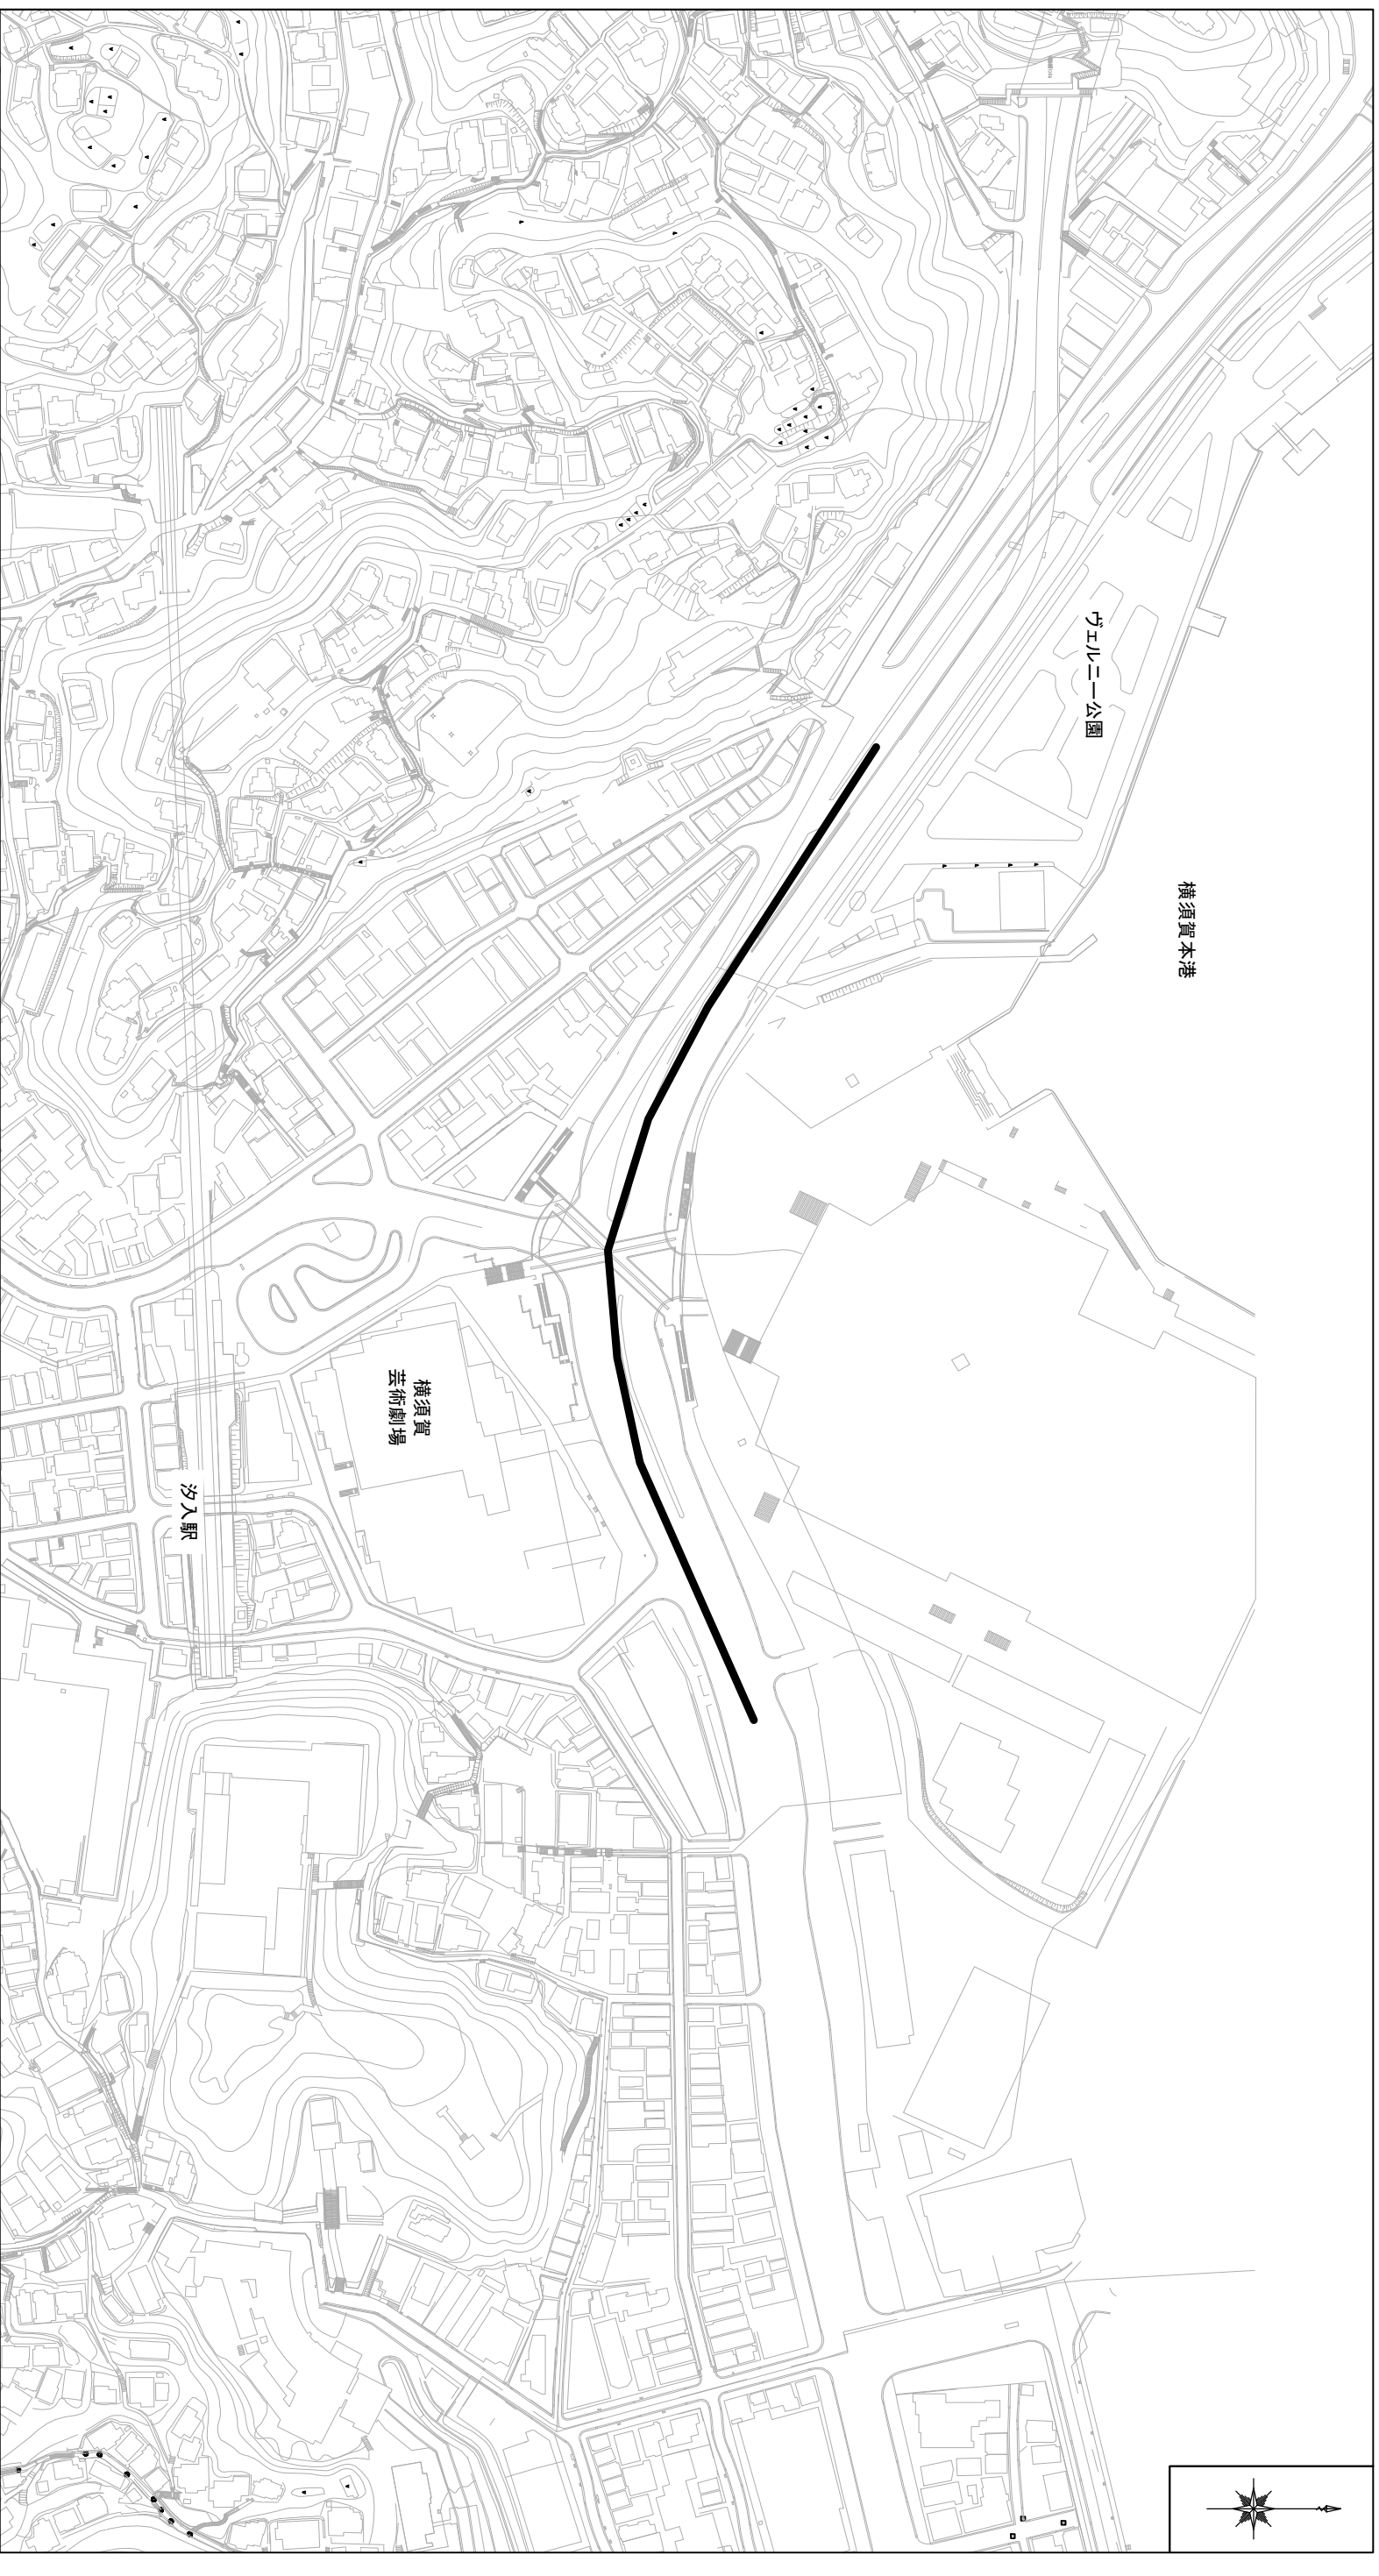 横須賀本港
ヴェルニー公園
横須賀
芸術劇場
汐入駅